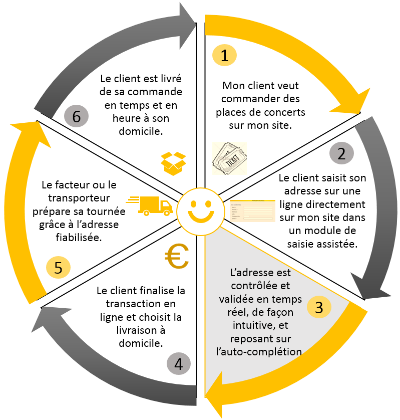 1
Mon client veut
commander des
places de concerts
sur mon site.
TICKET
2
Le client saisit son
adresse sur une
ligne directement
sur mon site dans
un module de
saisie assistée.
3
L'adresse est
contrôlée et
validée en temps
réel, de façon
intuitive, et
reposant sur
l'auto-complétion
4
€
Le client finalise la
transaction en
ligne et choisit la
livraison à
domicile.
5
Le facteur ou le
transporteur
prépare sa tournée
grâce à l'adresse
fiabilisée.
6
Le client est livré
de sa commande
en temps et en
heure à son
domicile.